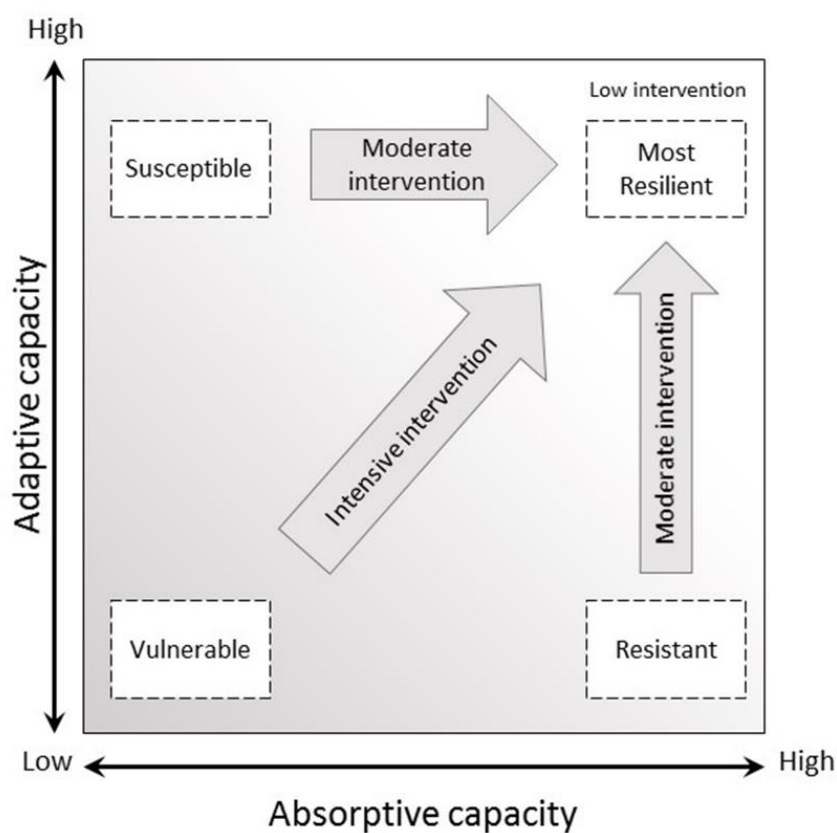 High
Low intervention
Susceptible
Moderate
intervention
Most
Resilient
Adaptive capacity
Intensive intervention
Moderate intervention
Vulnerable
Resistant
Low
High
Absorptive capacity